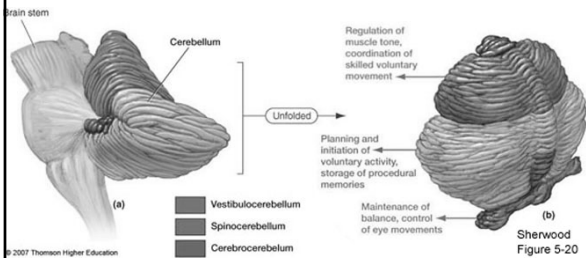 Brain stem
Cerebellum
Unfolded
Regulation of
muscle tone,
coordination of
skilled voluntary
movement
Planning and
initiation of
voluntary activity,
storage of procedural
memories
Maintenance of
balance, control
of eye movements
(a)
Vestibulocerebellum
Spinocerebellum
Cerebrocerebelum
(b)
Sherwood
Figure 5-20
© 2007 Thomson Higher Education